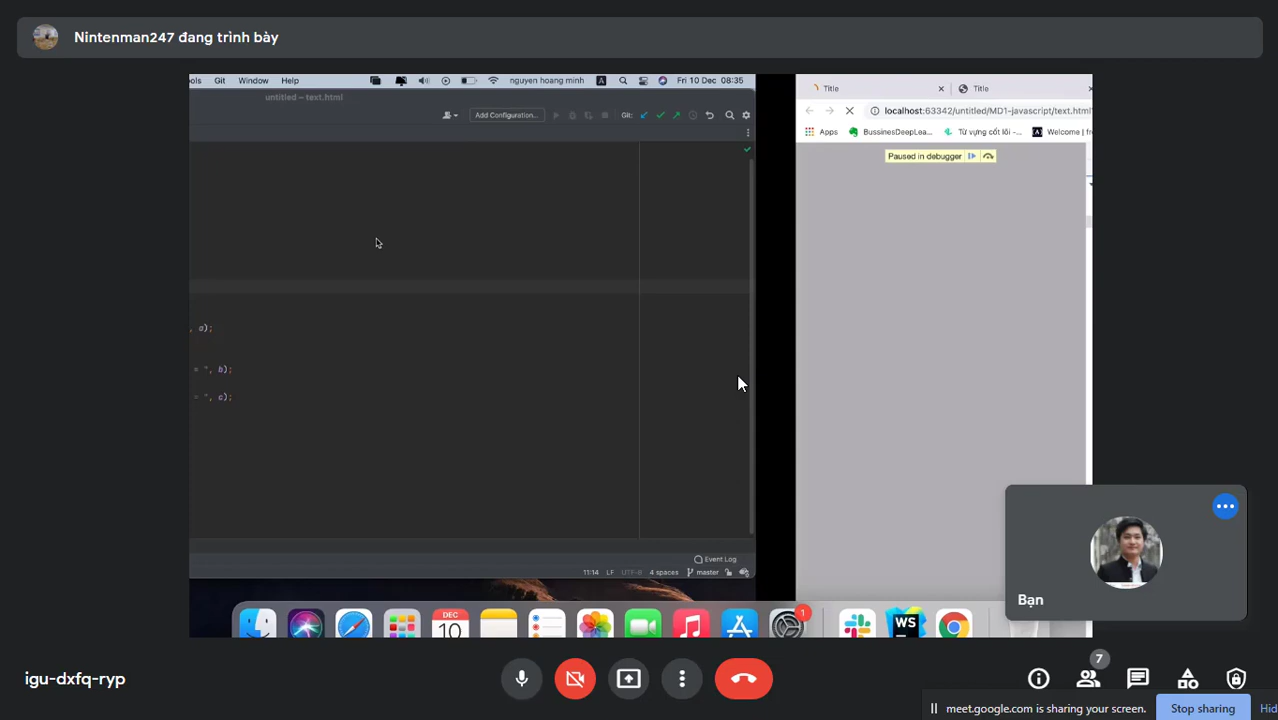 Nintenman247 đang trình bày
ols Git Window Help
nguyen hoang minh
A
Fri 10 Dec 08:35
untitled – text.html
Add Configuration...
Git:
, a);
= ", b);
= ", c);
Event Log
11:14 LF UTF-8 4 spaces master
Title
Title
localhost:63342/untitled/MD1-javascript/text.html
Apps
BussinesDeepLea...
Từ vựng cốt lõi -...
Welcome | fr
Paused in debugger
DEC
10
WS
1
Bạn
igu-dxfq-ryp
7
meet.google.com is sharing your screen.
Stop sharing
Hid